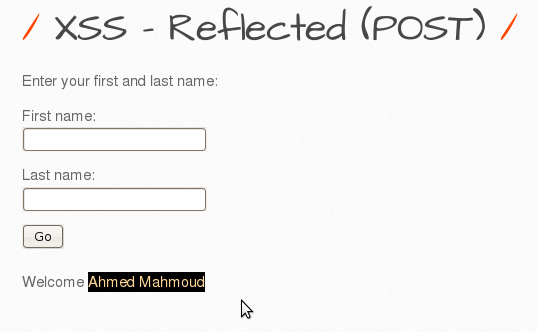 / XSS - Reflected (POST) /
Enter your first and last name:
First name:
Last name:
Go
Welcome Ahmed Mahmoud